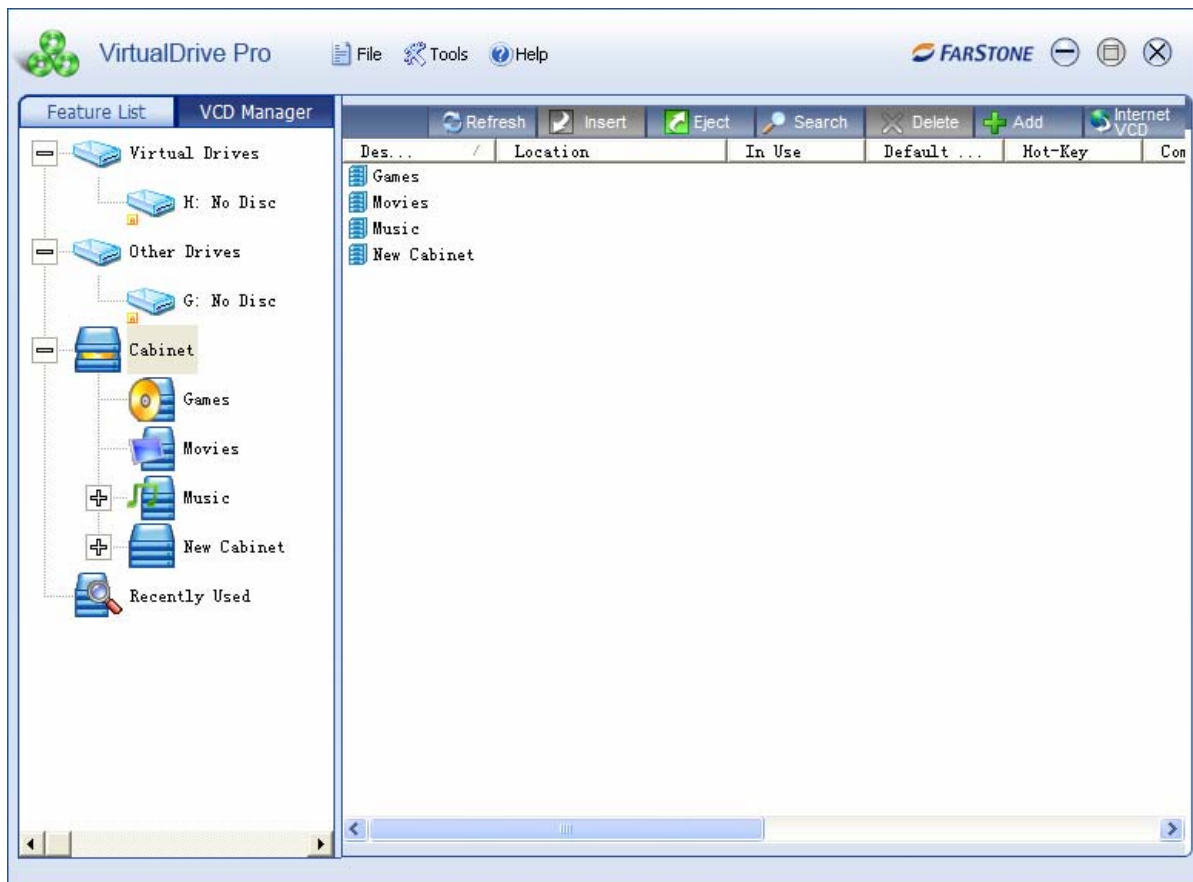 VirtualDrive Pro File Tools Help FARSTONE
Feature List VCD Manager
Refresh Insert Eject Search Delete Add Internet VCD
Des... Location In Use Default ... Hot-Key Com
Virtual Drives
H: No Disc
Other Drives
G: No Disc
Cabinet
Games
Movies
Music
New Cabinet
Recently Used
Games
Movies
Music
New Cabinet